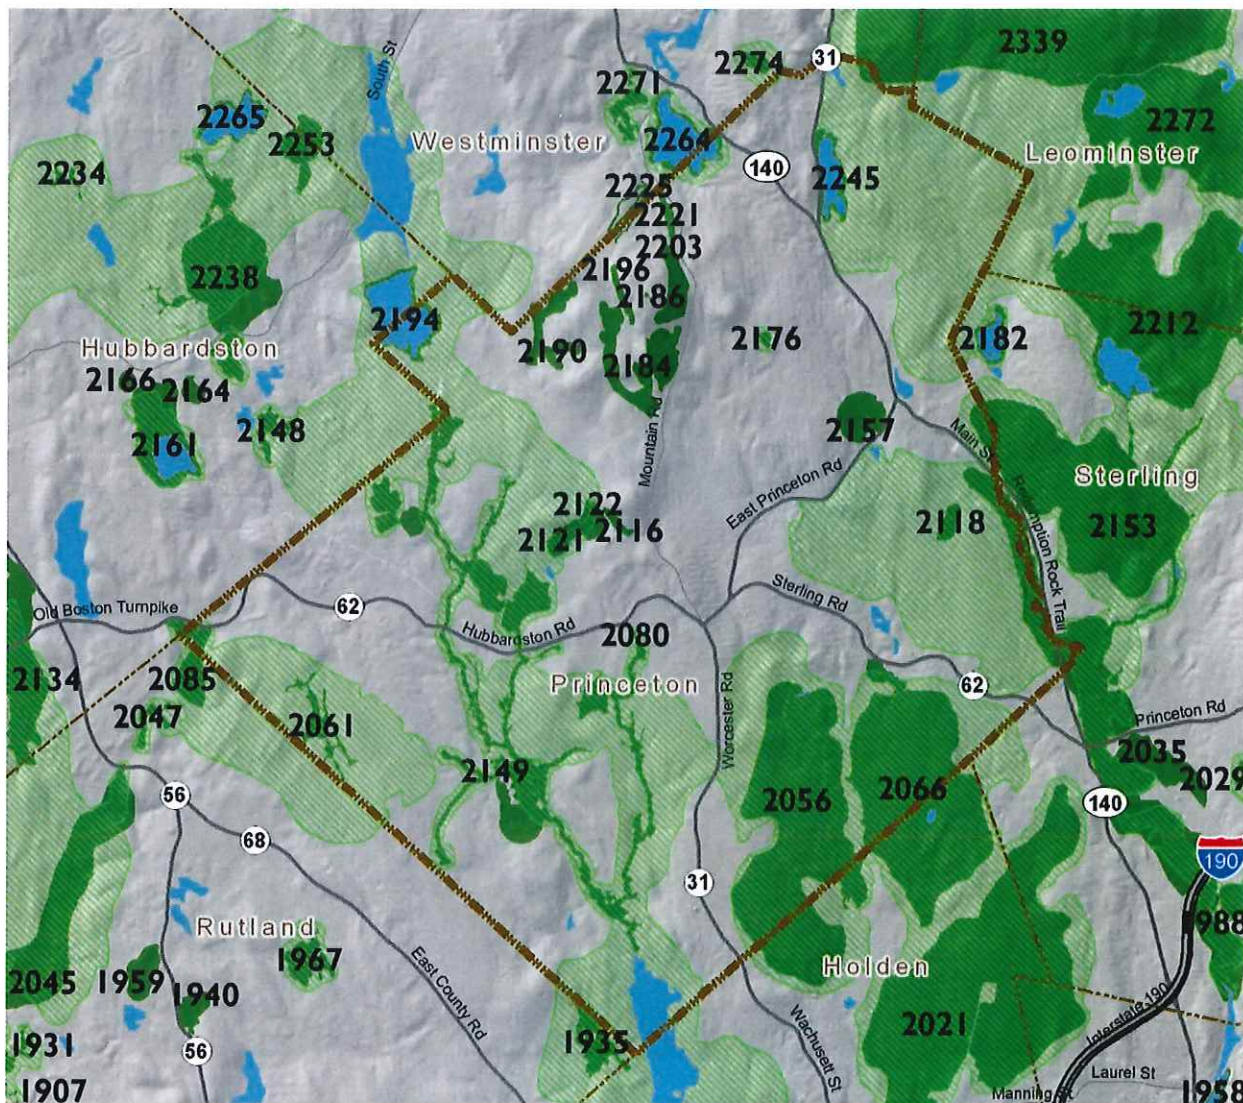 2339
31
2274
2271
South St
2265
2253
Westminster
2264
2272
Leominster
140
2245
2234
2225
2221
2203
2196
2238
2186
2194
2182
2212
2190
2176
Hubbardston
2184
2166
2164
2161
2148
Mountain Rd
2157
Main St
East Princeton Rd
Sterling
2122
2116
2121
2118
Redemption Rock Trail
2153
Old Boston Turnpike
62
Hubbardston Rd
2080
Sterling Rd
2134
2085
Princeton
62
2047
2061
Worcester Rd
Princeton Rd
2035
2029
2149
56
2056
2066
140
68
190
31
Rutland
1988
1967
Holden
2045
1959
1940
East County Rd
Interstate 190
1931
56
1935
Wachusett St
2021
Laurel St
1907
Manning St
1958